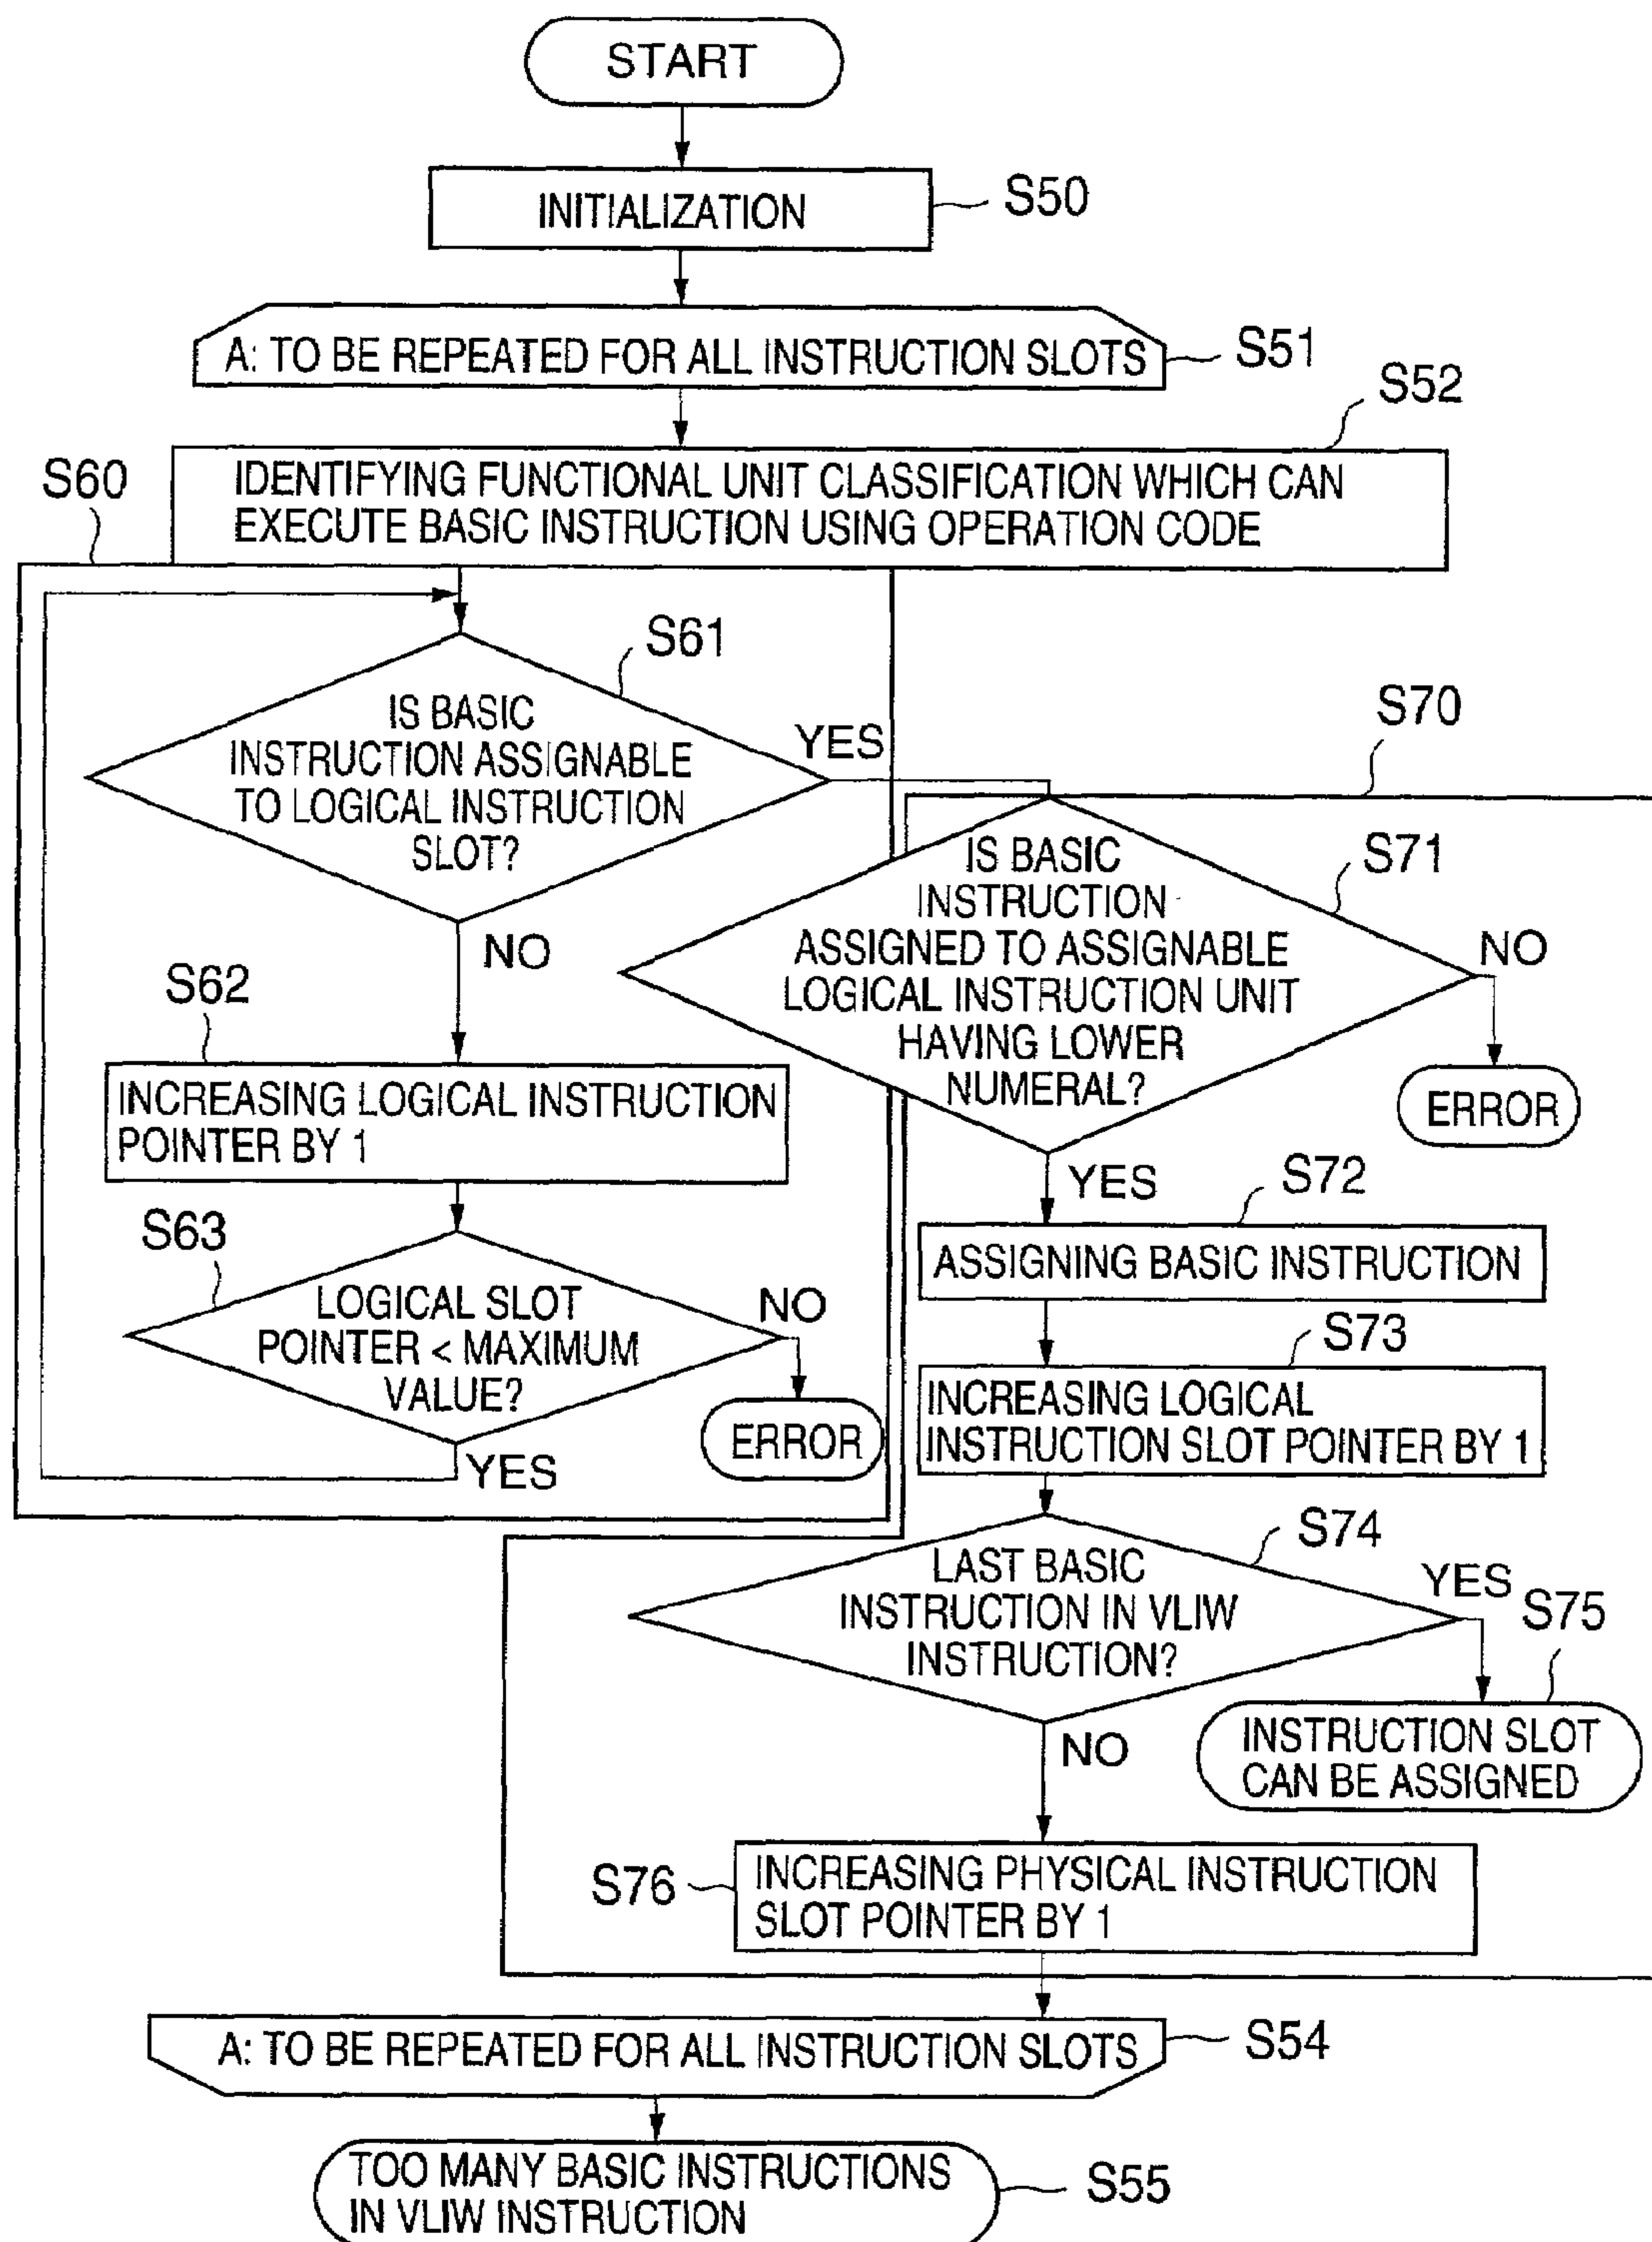 START
INITIALIZATION
S50
A: TO BE REPEATED FOR ALL INSTRUCTION SLOTS
S51
S52
IDENTIFYING FUNCTIONAL UNIT CLASSIFICATION WHICH CAN
EXECUTE BASIC INSTRUCTION USING OPERATION CODE
S60
S61
IS BASIC
INSTRUCTION ASSIGNABLE
TO LOGICAL INSTRUCTION
SLOT?
YES
NO
S62
INCREASING LOGICAL INSTRUCTION
POINTER BY 1
S63
LOGICAL SLOT
POINTER < MAXIMUM
VALUE?
NO
ERROR
YES
S70
S71
IS BASIC
INSTRUCTION
ASSIGNED TO ASSIGNABLE
LOGICAL INSTRUCTION UNIT
HAVING LOWER
NUMERAL?
NO
ERROR
YES
S72
ASSIGNING BASIC INSTRUCTION
S73
INCREASING LOGICAL
INSTRUCTION SLOT POINTER BY 1
S74
LAST BASIC
INSTRUCTION IN VLIW
INSTRUCTION?
YES
S75
INSTRUCTION SLOT
CAN BE ASSIGNED
NO
S76
INCREASING PHYSICAL INSTRUCTION
SLOT POINTER BY 1
A: TO BE REPEATED FOR ALL INSTRUCTION SLOTS
S54
TOO MANY BASIC INSTRUCTIONS
IN VLIW INSTRUCTION
S55